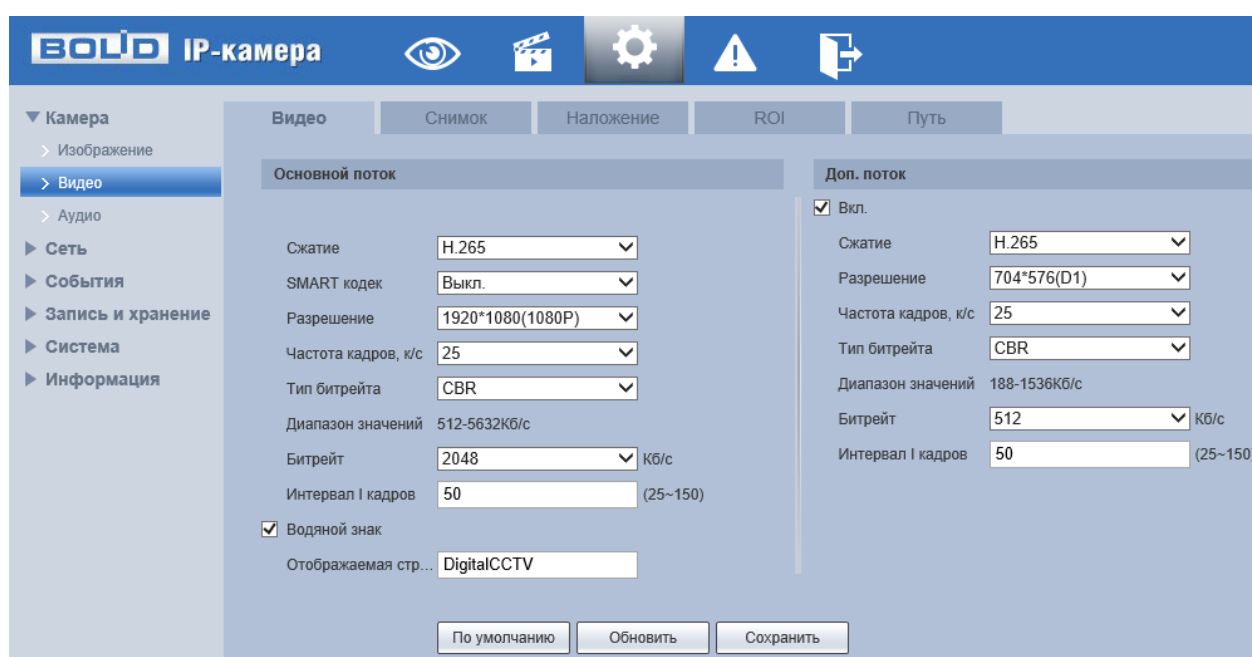 BOLID IP-камера
Камера
Изображение
Видео
Аудио
Сеть
События
Запись и хранение
Система
Информация
Видео Снимок Наложение ROI Путь
Основной поток
Сжатие H.265
SMART кодек Выкл.
Разрешение 1920*1080(1080P)
Частота кадров, к/с 25
Тип битрейта CBR
Диапазон значений 512-5632Кб/с
Битрейт 2048 Кб/с
Интервал I кадров 50 (25~150)
Водяной знак
Отображаемая стр... DigitalCCTV
Доп. поток
Вкл.
Сжатие H.265
Разрешение 704*576(D1)
Частота кадров, к/с 25
Тип битрейта CBR
Диапазон значений 188-1536Кб/с
Битрейт 512 Кб/с
Интервал I кадров 50 (25~150)
По умолчанию Обновить Сохранить